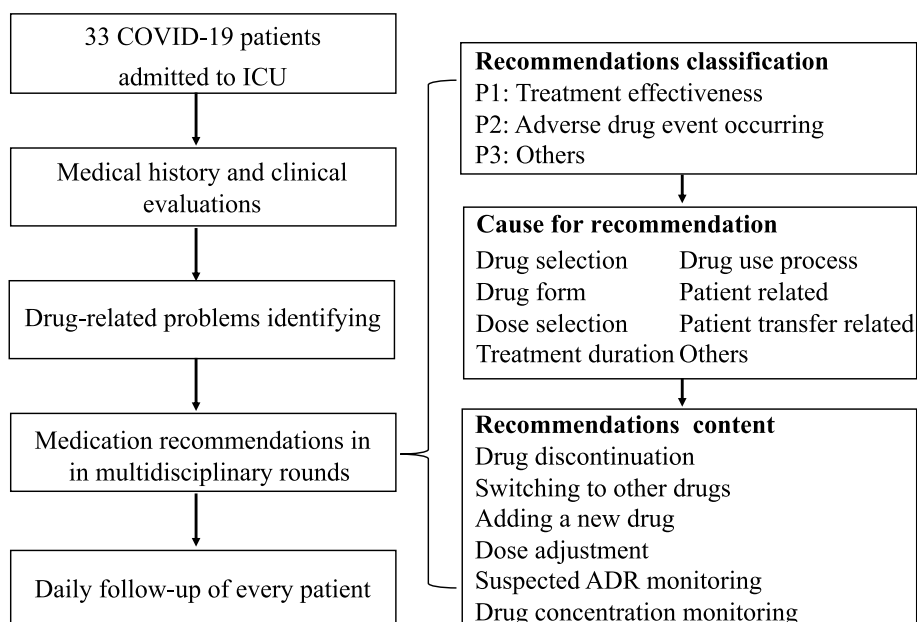 33 COVID-19 patients
admitted to ICU
Medical history and clinical
evaluations
Drug-related problems identifying
Medication recommendations in
in multidisciplinary rounds
Daily follow-up of every patient
Recommendations classification
P1: Treatment effectiveness
P2: Adverse drug event occurring
P3: Others
Cause for recommendation
Drug selection Drug use process
Drug form Patient related
Dose selection Patient transfer related
Treatment duration Others
Recommendations content
Drug discontinuation
Switching to other drugs
Adding a new drug
Dose adjustment
Suspected ADR monitoring
Drug concentration monitoring